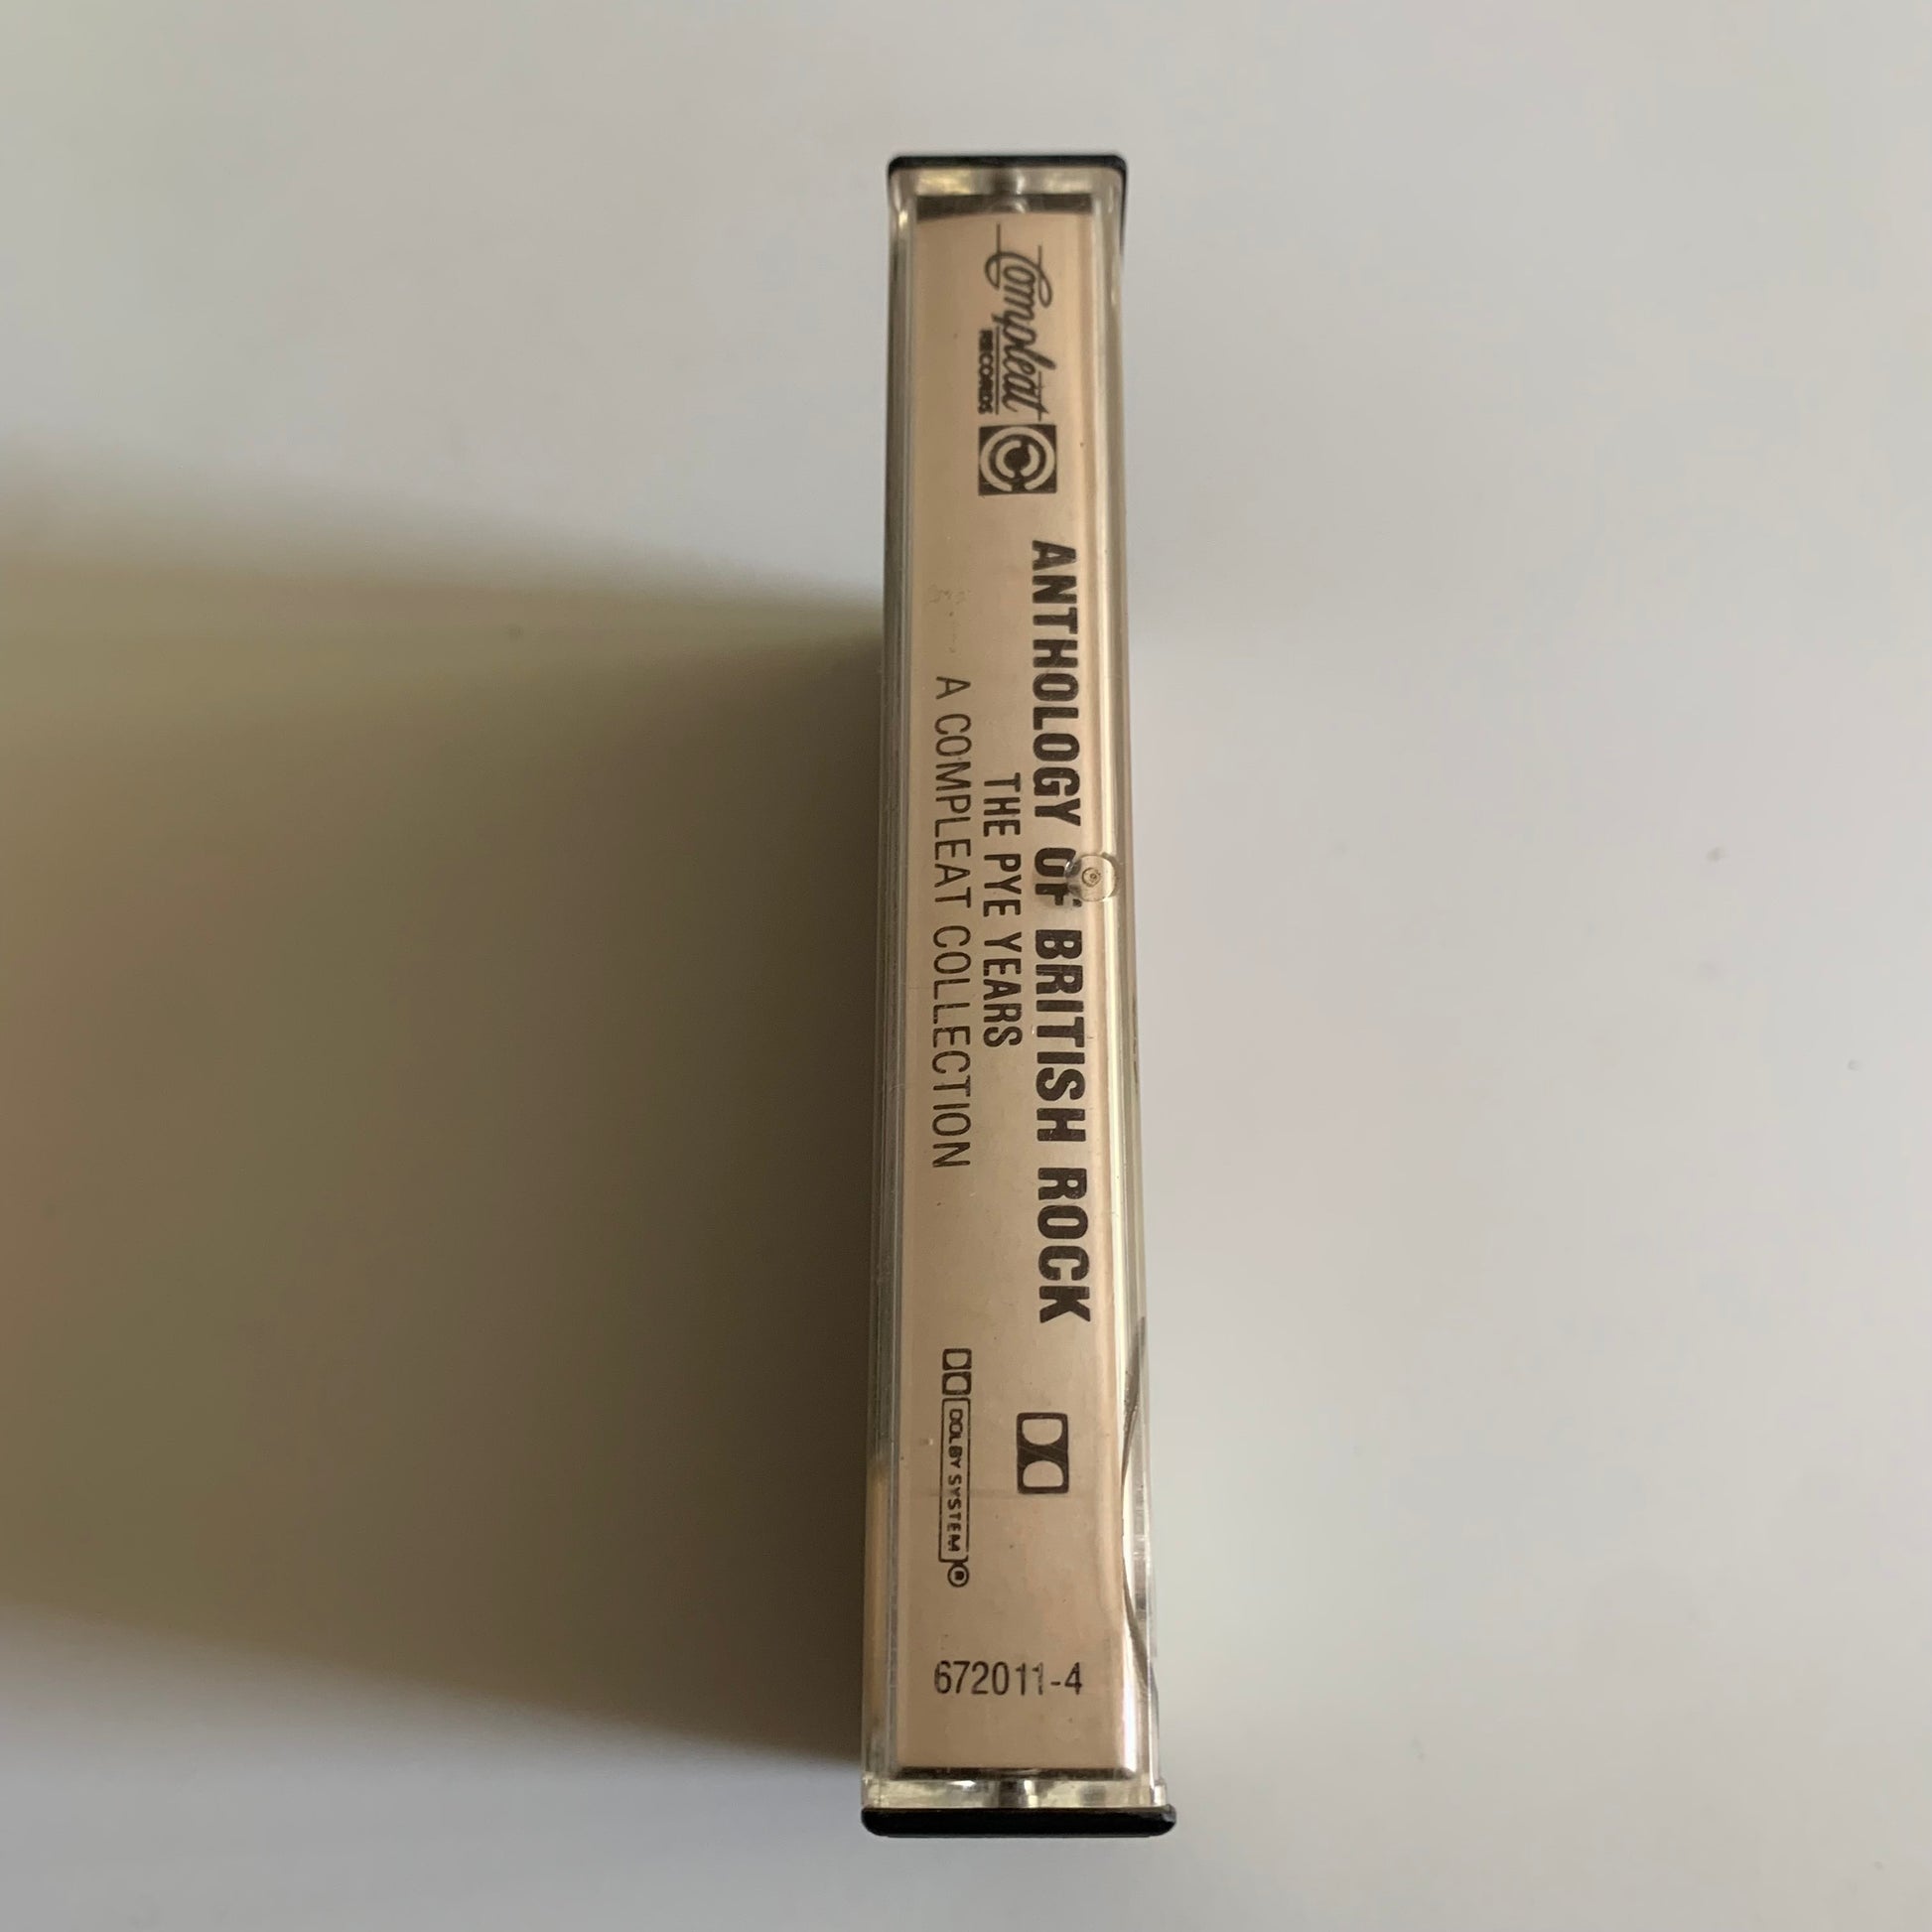 Compleat
RECORDS
ANTHOLOGY OF BRITISH ROCK
THE PYE YEARS
A COMPLEAT COLLECTION
DOLBY SYSTEM ®
672011-4